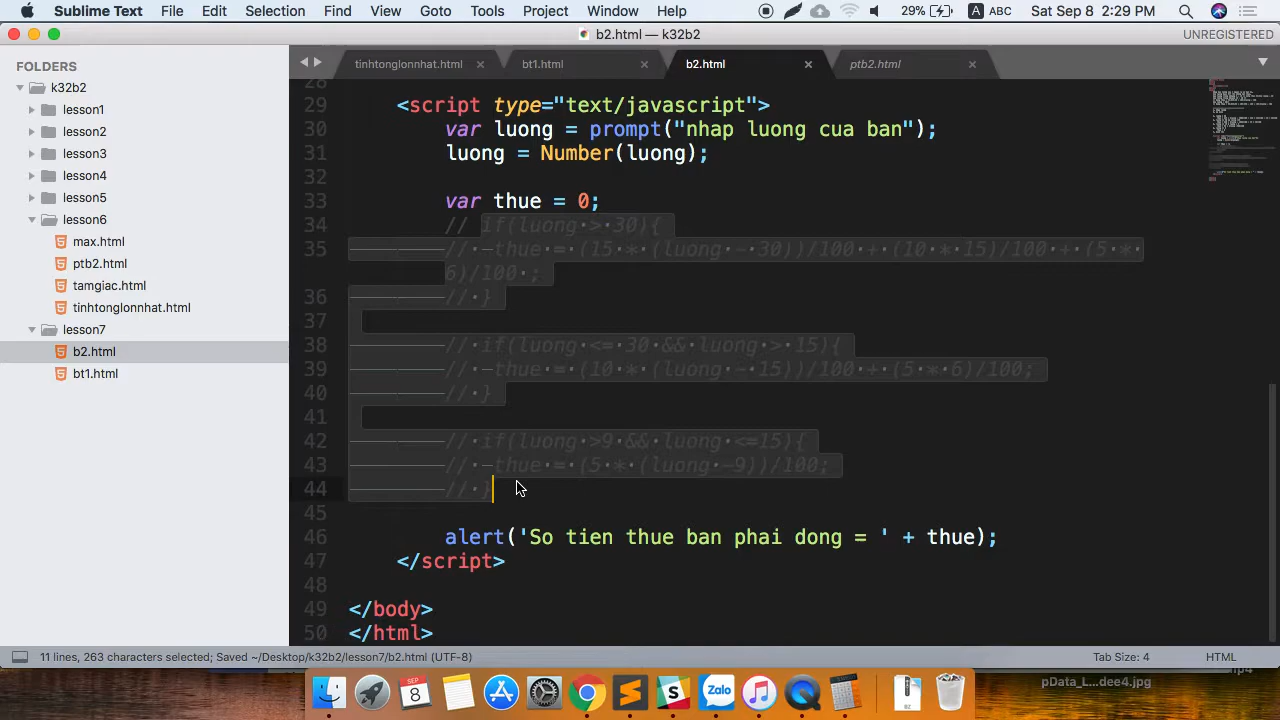 Sublime Text File Edit Selection Find View Goto Tools Project Window Help 29% A ABC Sat Sep 8 2:29 PM
b2.html — k32b2 UNREGISTERED
FOLDERS
k32b2
lesson1
lesson2
lesson3
lesson4
lesson5
lesson6
max.html
ptb2.html
tamgiac.html
tinhtonglonnhat.html
lesson7
b2.html
bt1.html
tinhtonglonnhat.html × bt1.html × b2.html × ptb2.html ×
28
29 <script type="text/javascript">
30 var luong = prompt("nhap luong cua ban");
31 luong = Number(luong);
32
33 var thue = 0;
34 // if(luong > 30){
35 // thue = (15 * (luong - 30))/100 + (10 * 15)/100 + (5 *
6)/100 ;
36 // }
37
38 // if(luong <= 30 && luong > 15){
39 // thue = (10 * (luong - 15))/100 + (5 * 6)/100;
40 // }
41
42 // if(luong >9 && luong <=15){
43 // thue = (5 * (luong -9))/100;
44 // }
45
46 alert('So tien thue ban phai dong = ' + thue);
47 </script>
48
49 </body>
50 </html>
11 lines, 263 characters selected; Saved ~/Desktop/k32b2/lesson7/b2.html (UTF-8) Tab Size: 4 HTML
.mp4
pData_L...dee4.jpg
SEP
8
Zalo